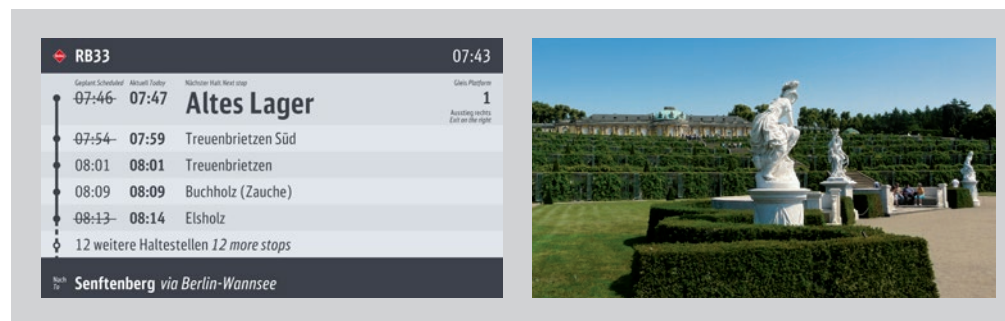 RB33 07:43
Geplant Scheduled Aktuell Today Nächster Halt Next stop Gleis Platform
07:46 07:47 Altes Lager 1
Ausstieg rechts
Exit on the right
07:54 07:59 Treuenbrietzen Süd
08:01 08:01 Treuenbrietzen
08:09 08:09 Buchholz (Zauche)
08:13 08:14 Elsholz
12 weitere Haltestellen 12 more stops
Nach
To
Senftenberg via Berlin-Wannsee